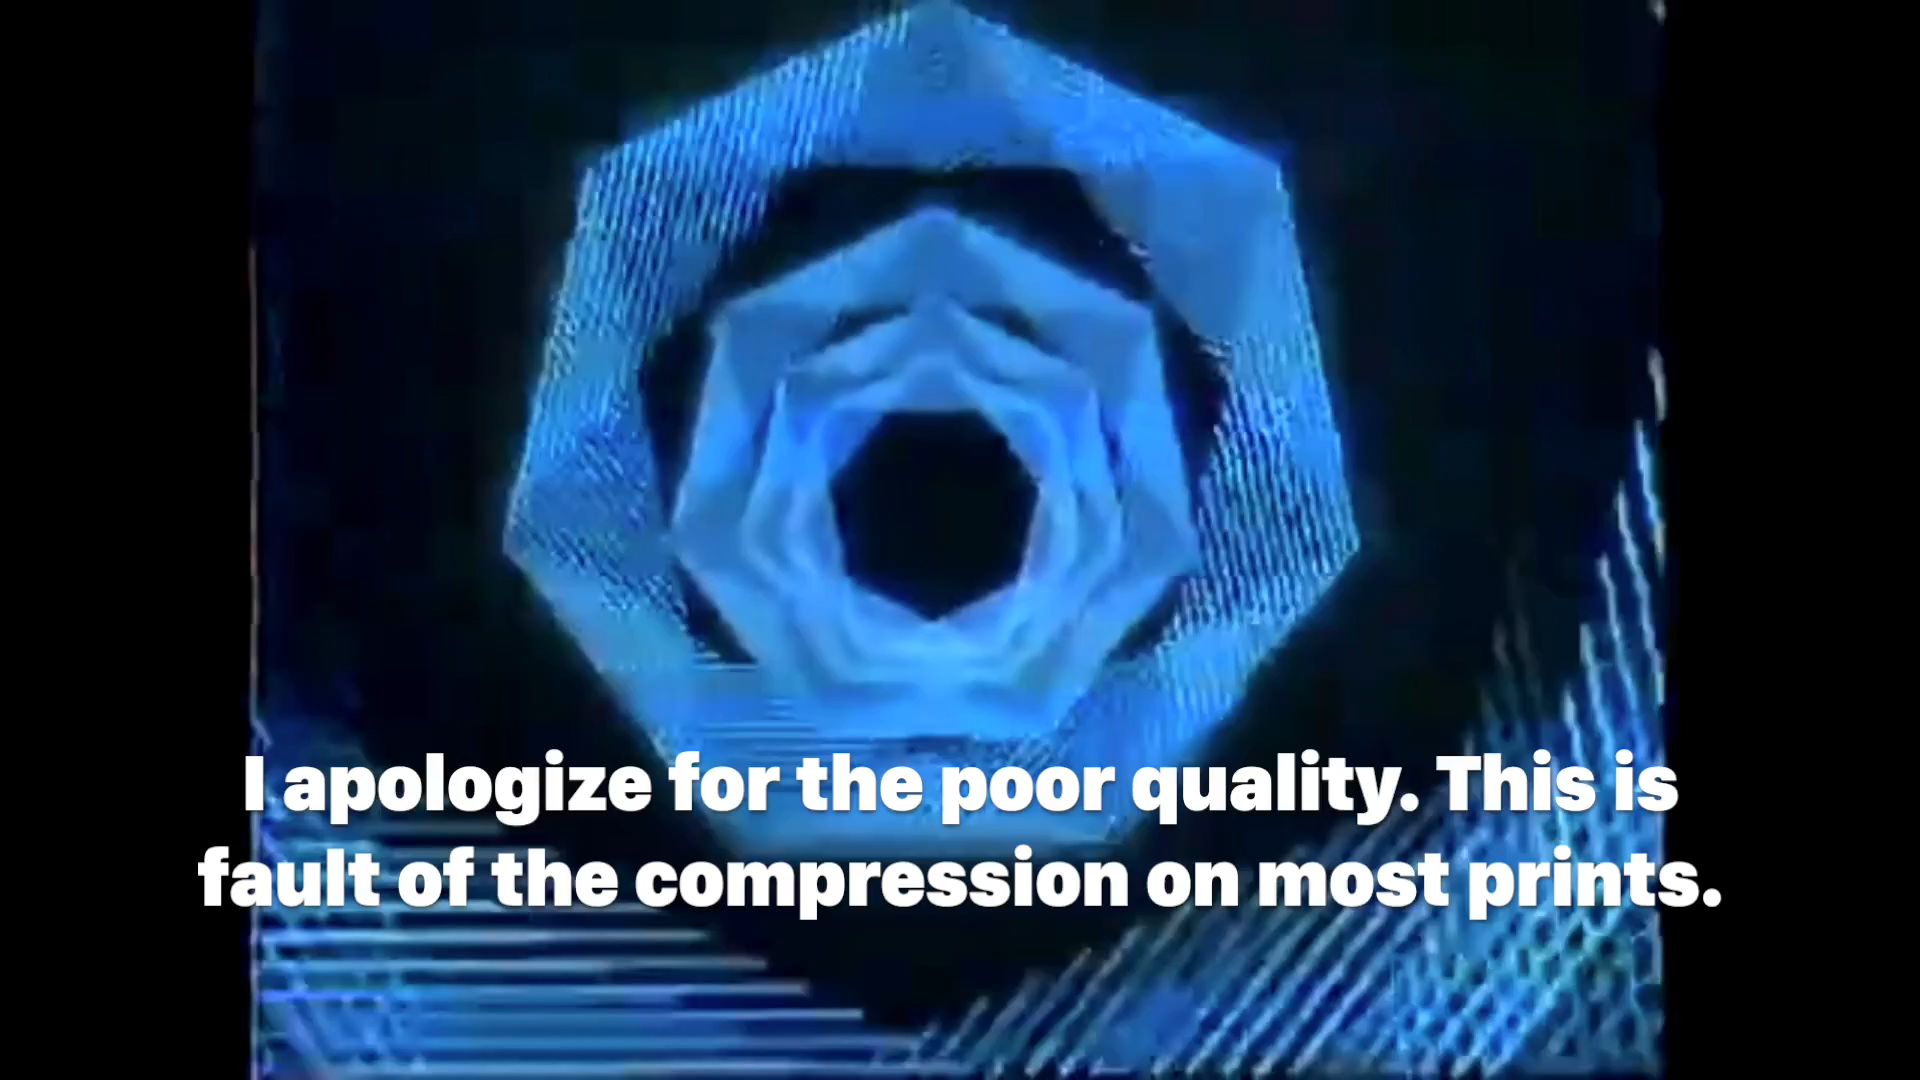 I apologize for the poor quality. This is
fault of the compression on most prints.